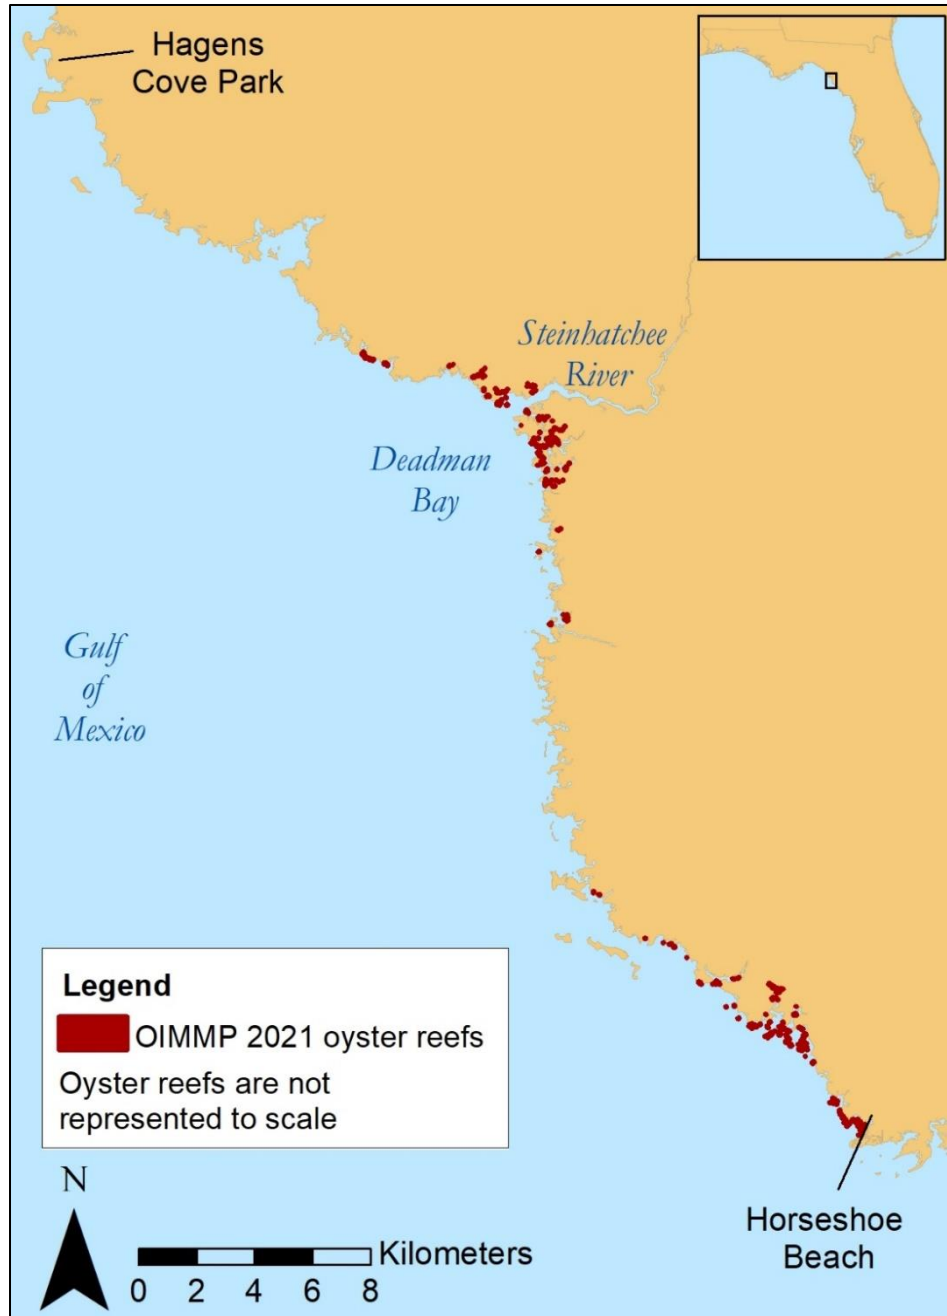 Hagens
Cove Park
Steinhatchee
River
Deadman
Bay
Gulf
of
Mexico
Legend
OIMMP 2021 oyster reefs
Oyster reefs are not
represented to scale
N
Kilometers
0 2 4 6 8
Horseshoe
Beach